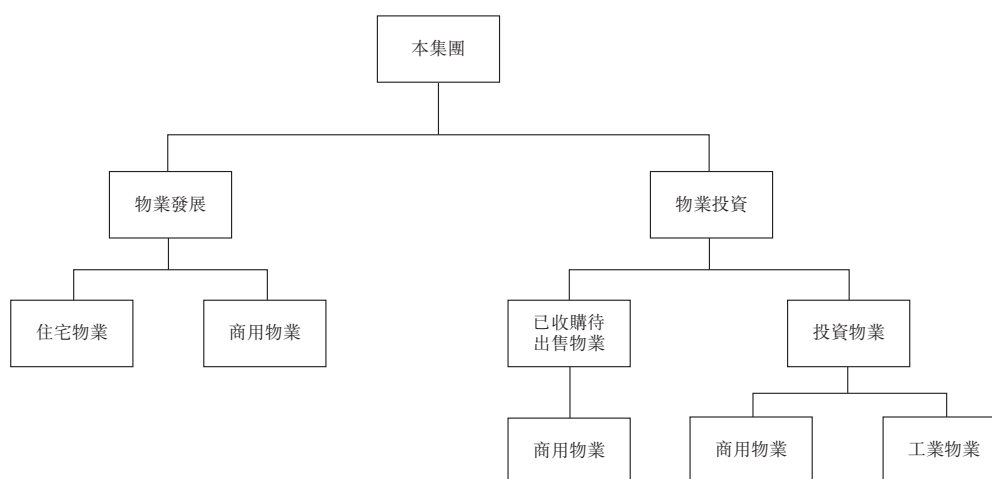 本集團
物業發展
物業投資
住宅物業
商用物業
已收購待
出售物業
投資物業
商用物業
商用物業
工業物業